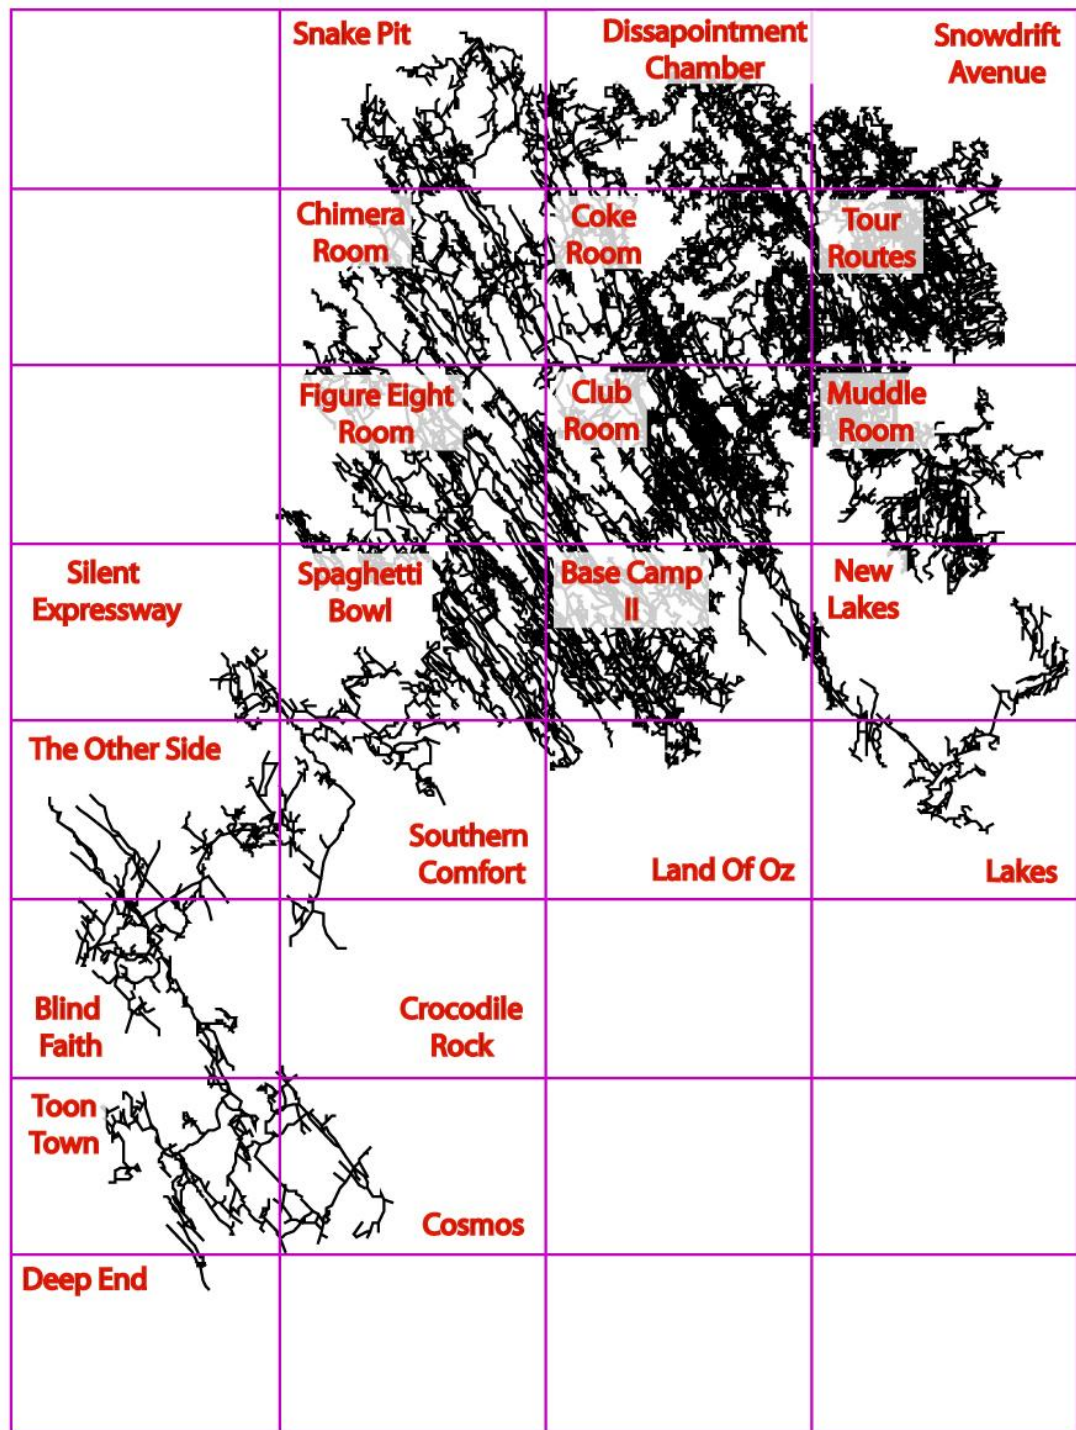 Snake Pit
Dissapointment
Chamber
Snowdrift
Avenue
Chimera
Room
Coke
Room
Tour
Routes
Figure Eight
Room
Club
Room
Muddle
Room
Silent
Expressway
Spaghetti
Bowl
Base Camp
II
New
Lakes
The Other Side
Southern
Comfort
Land Of Oz
Lakes
Blind
Faith
Crocodile
Rock
Toon
Town
Cosmos
Deep End